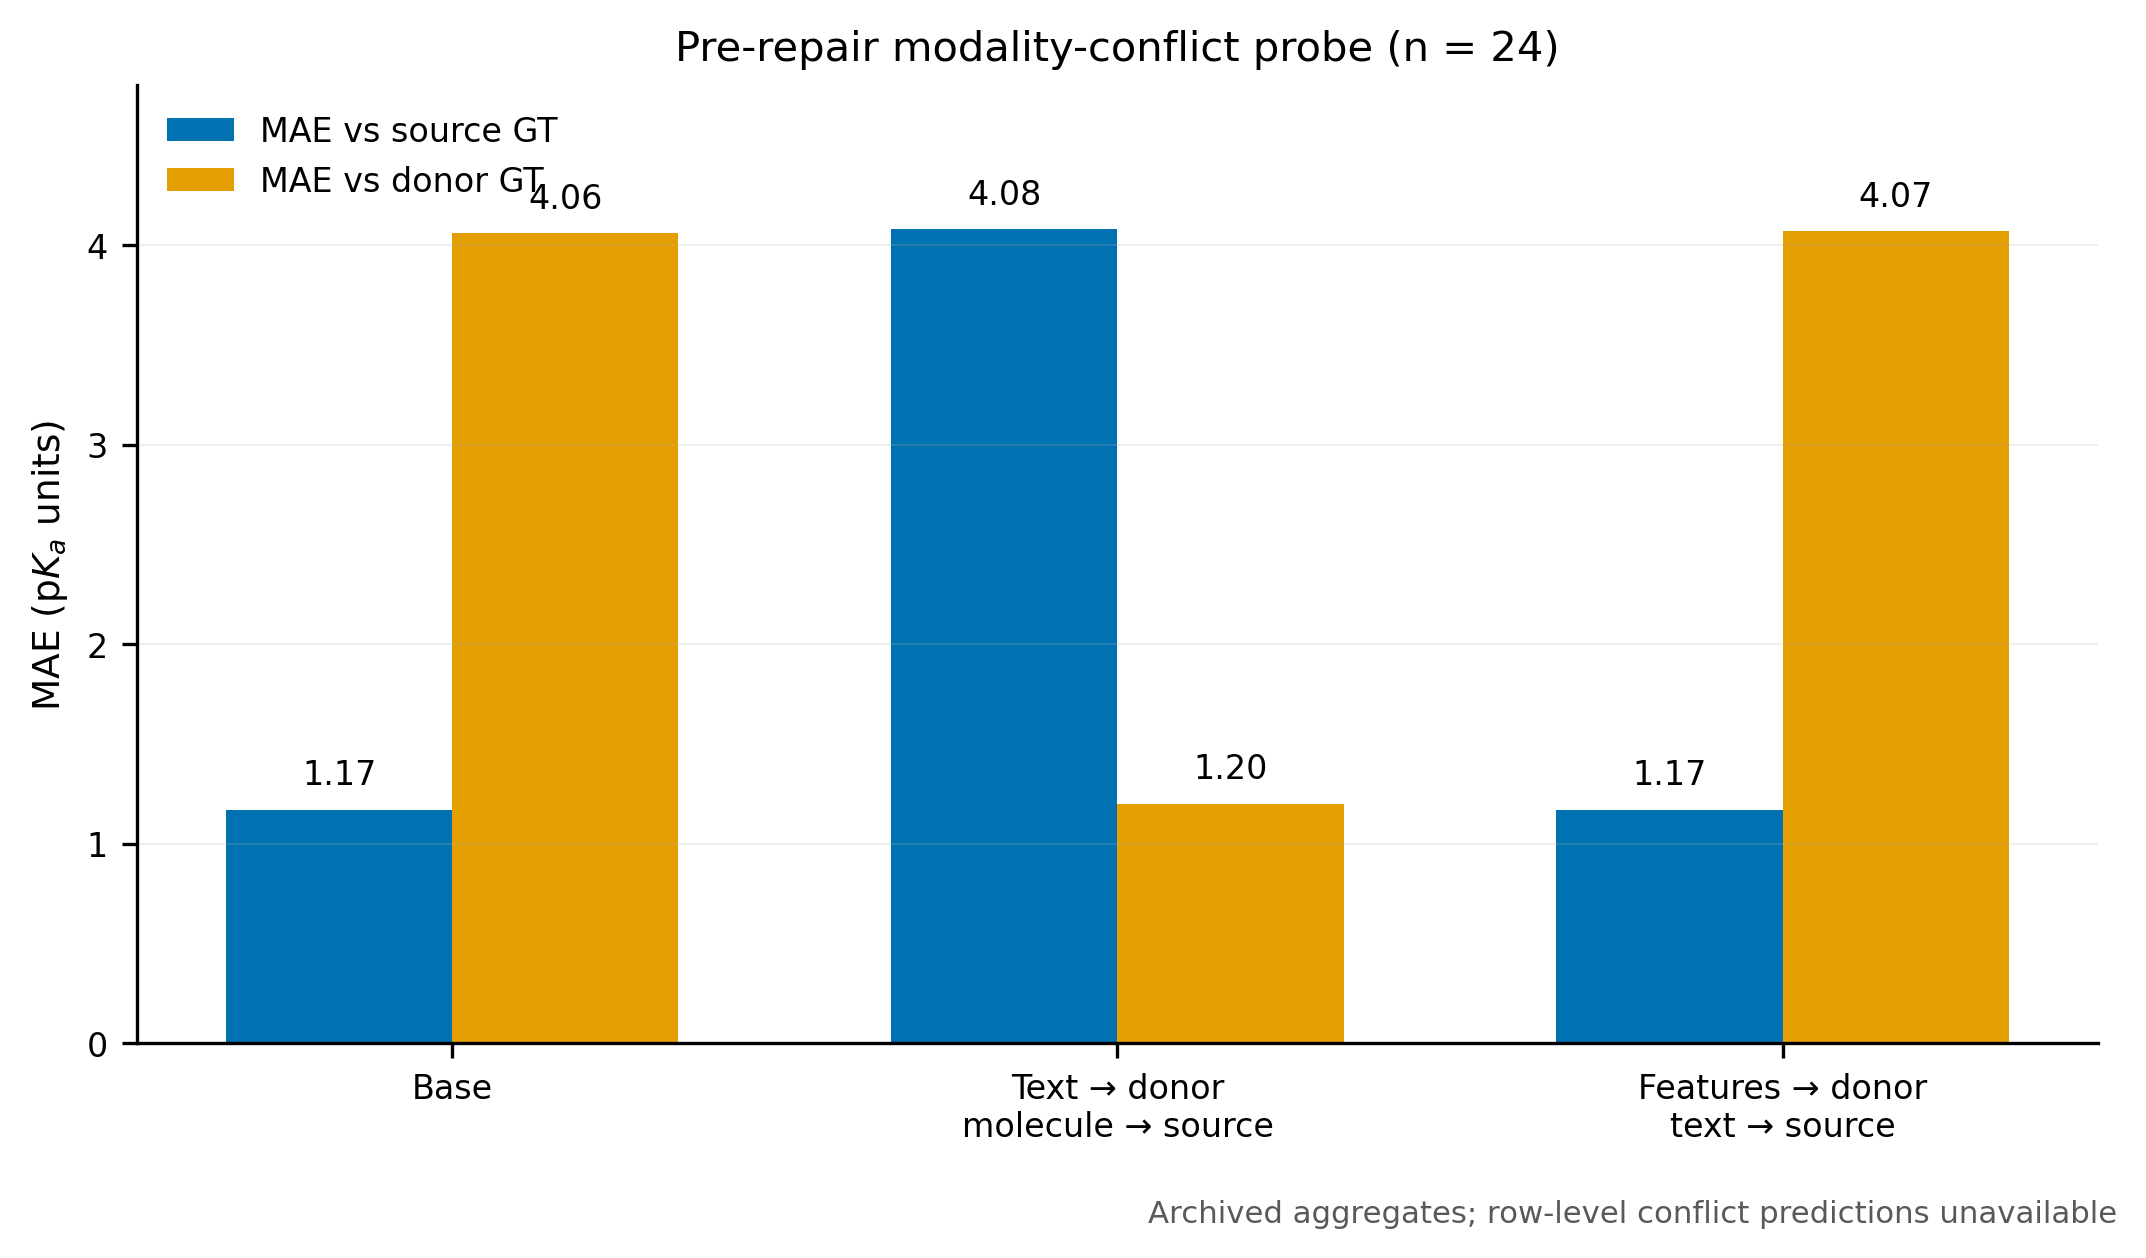 Pre-repair modality-conflict probe (n = 24)
MAE vs source GT
MAE vs donor GT
4.06
4.08
4.07
1.17
1.20
1.17
4
3
2
1
0
MAE (pKₐ units)
Base
Text → donor
molecule → source
Features → donor
text → source
Archived aggregates; row-level conflict predictions unavailable